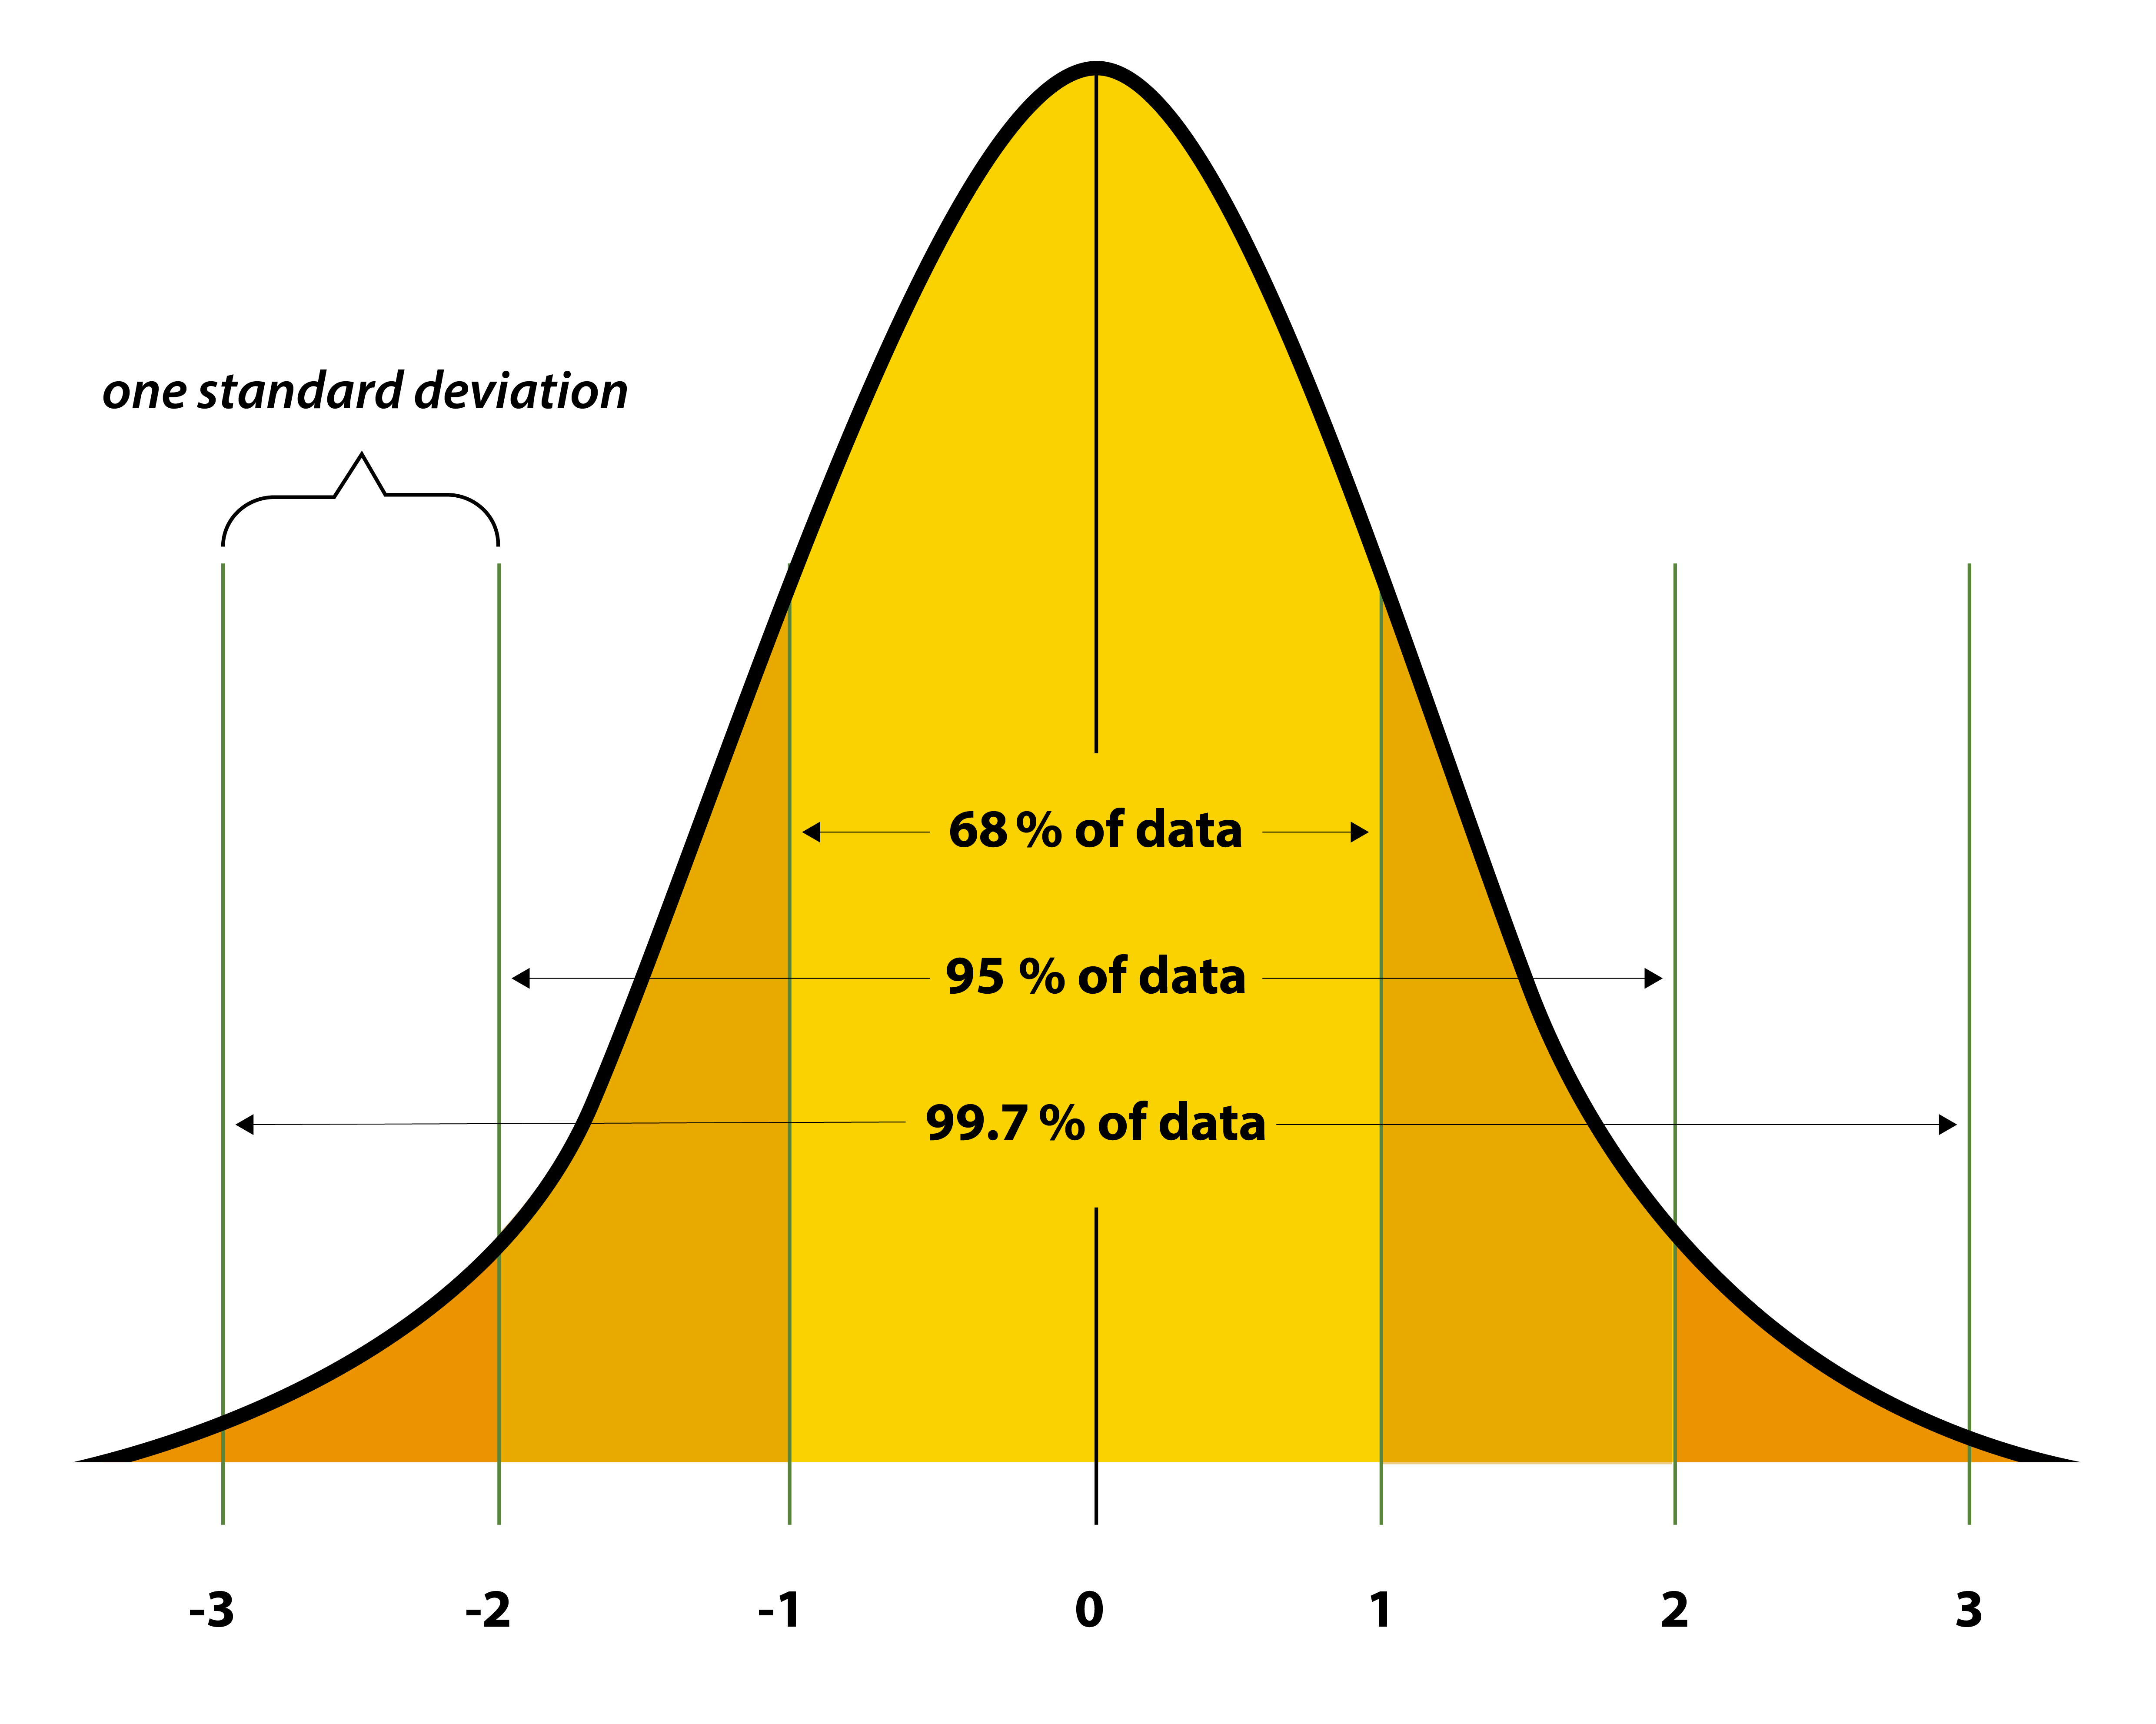 one standard deviation
68 % of data
95 % of data
99.7 % of data
-3 -2 -1 0 1 2 3